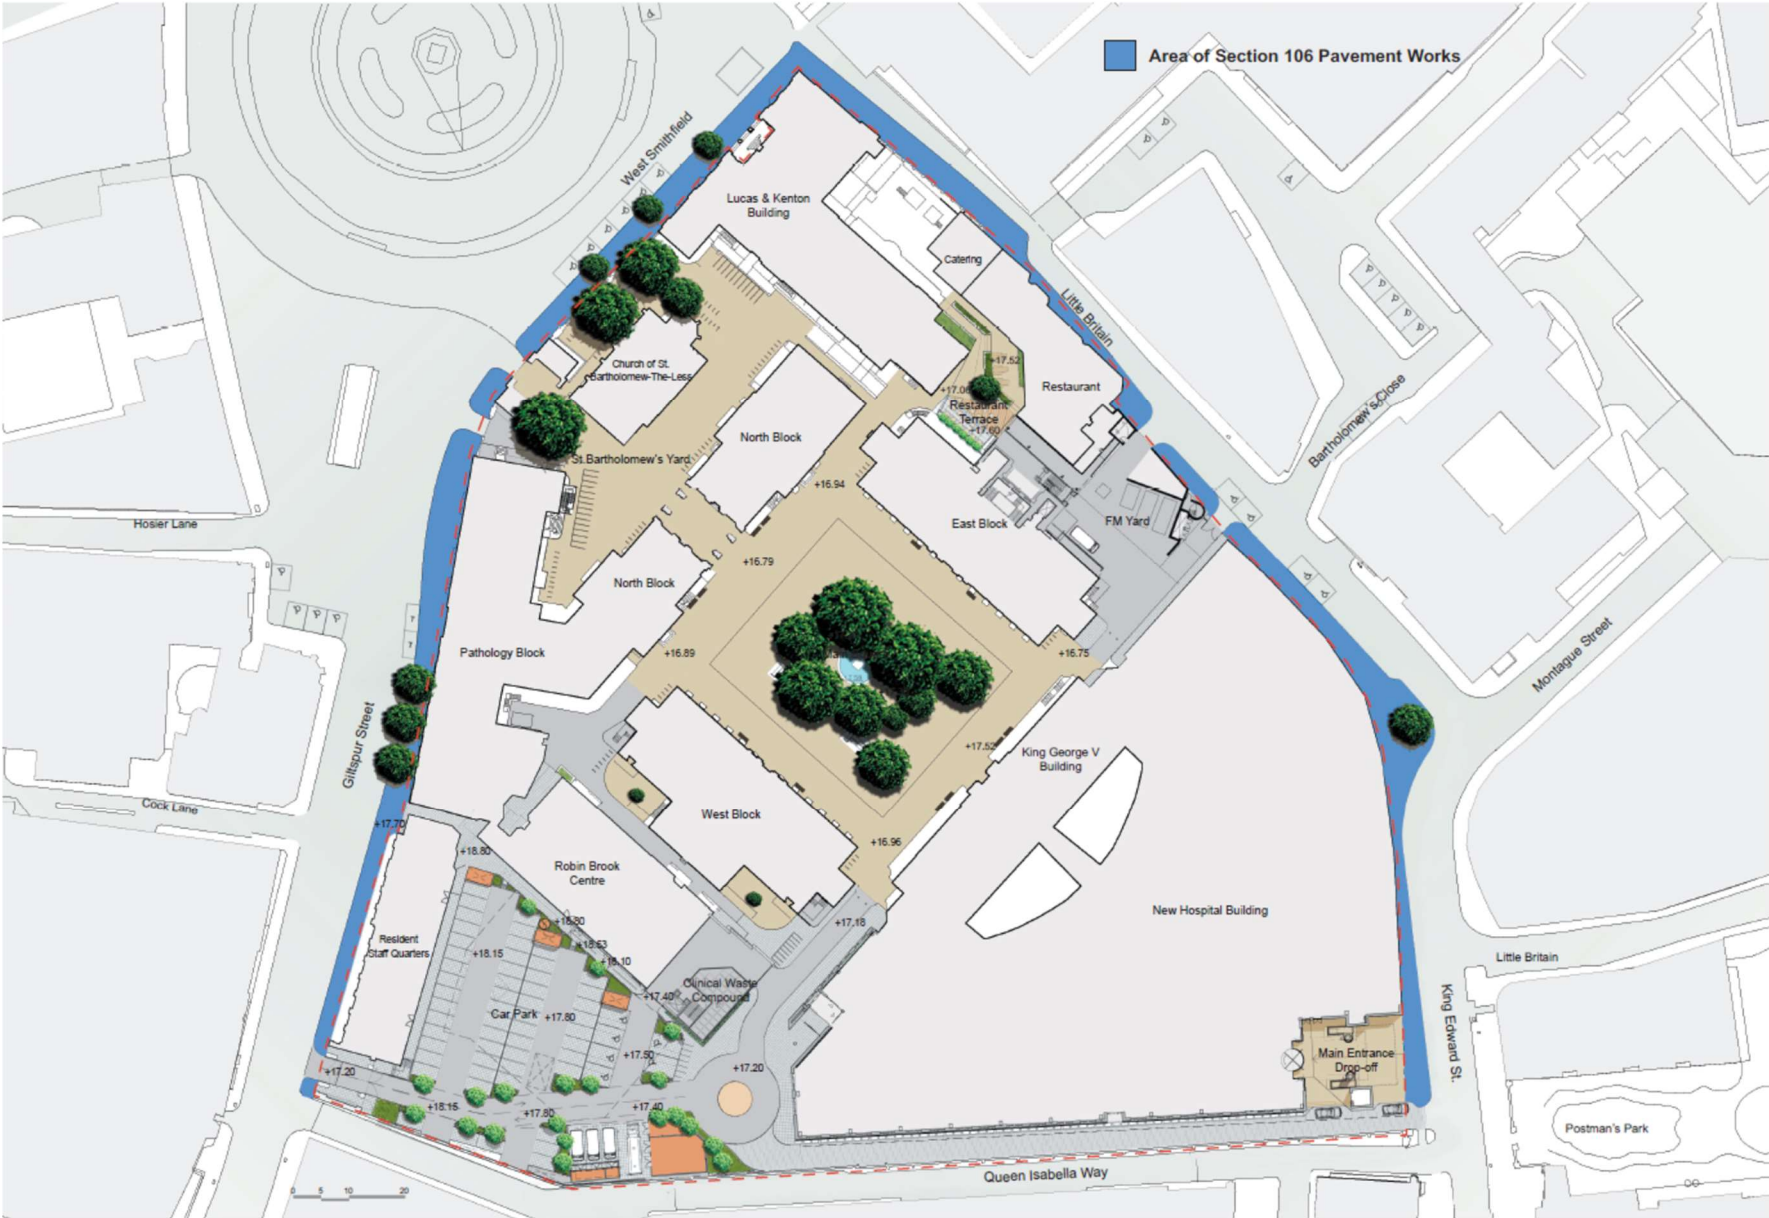 Area of Section 106 Pavement Works
West Smithfield
Lucas & Kenton
Building
Catering
Little Britain
Church of St.
Bartholomew-The-Less
+17.52
Restaurant
Restaurant
Terrace
+17.60
Bartholomew's Close
North Block
St.Bartholomew's Yard
+16.94
Hosier Lane
East Block
FM Yard
+16.79
North Block
Pathology Block
+16.89
+16.75
Montague Street
Giltspur Street
+17.52
King George V
Building
Cock Lane
+17.70
West Block
+16.96
+18.80
Robin Brook
Centre
New Hospital Building
+18.80
+17.18
Resident
Staff Quarters
+18.53
+18.15
Little Britain
Clinical Waste
Compound
+17.40
Car Park
+17.80
King Edward St.
+17.50
Main Entrance
Drop-off
+17.20
+17.20
+18.15
+17.80
+17.40
Postman's Park
Queen Isabella Way
0 5 10 20